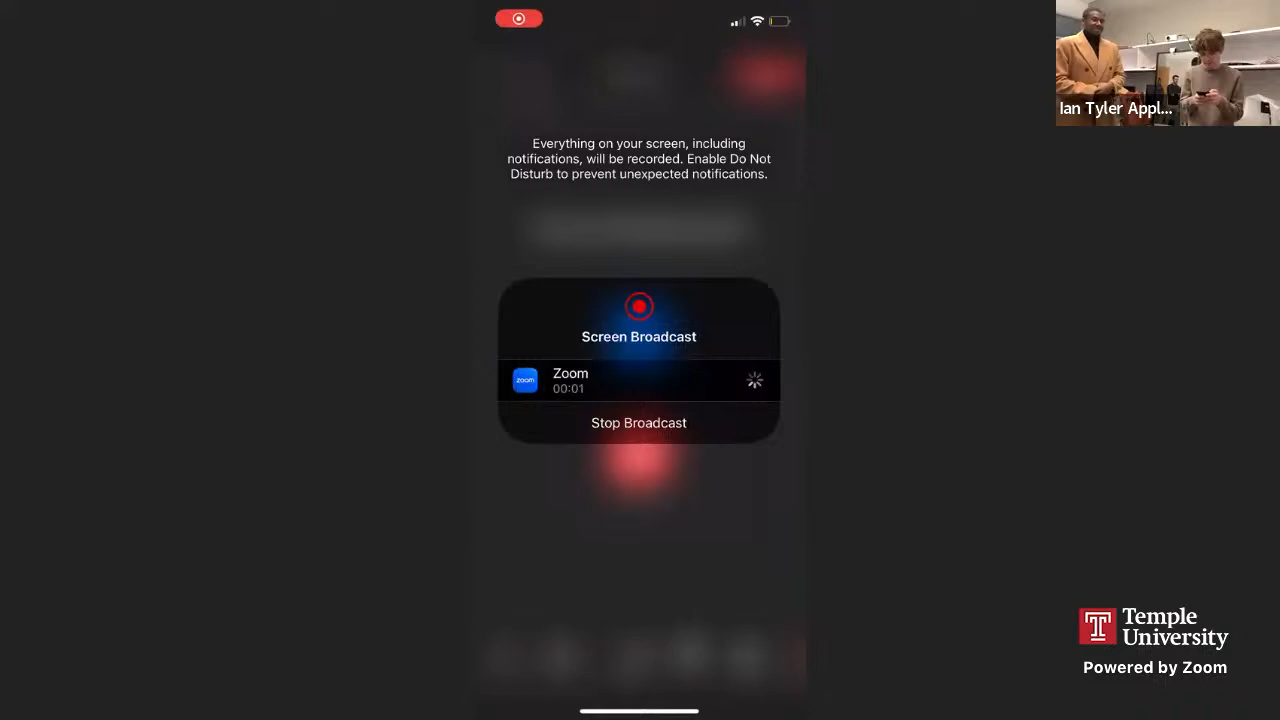 Everything on your screen, including
notifications, will be recorded. Enable Do Not
Disturb to prevent unexpected notifications.
Screen Broadcast
zoom
Zoom
00:01
Stop Broadcast
Ian Tyler Appl...
Temple
University
Powered by Zoom